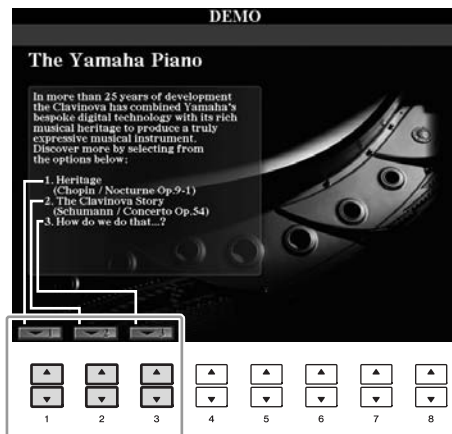 DEMO
The Yamaha Piano
In more than 25 years of development
the Clavinova has combined Yamaha's
bespoke digital technology with its rich
musical heritage to produce a truly
expressive musical instrument.
Discover more by selecting from
the options below:
1. Heritage
(Chopin / Nocturne Op.9-1)
2. The Clavinova Story
(Schumann / Concerto Op.54)
3. How do we do that...?
1 2 3 4 5 6 7 8